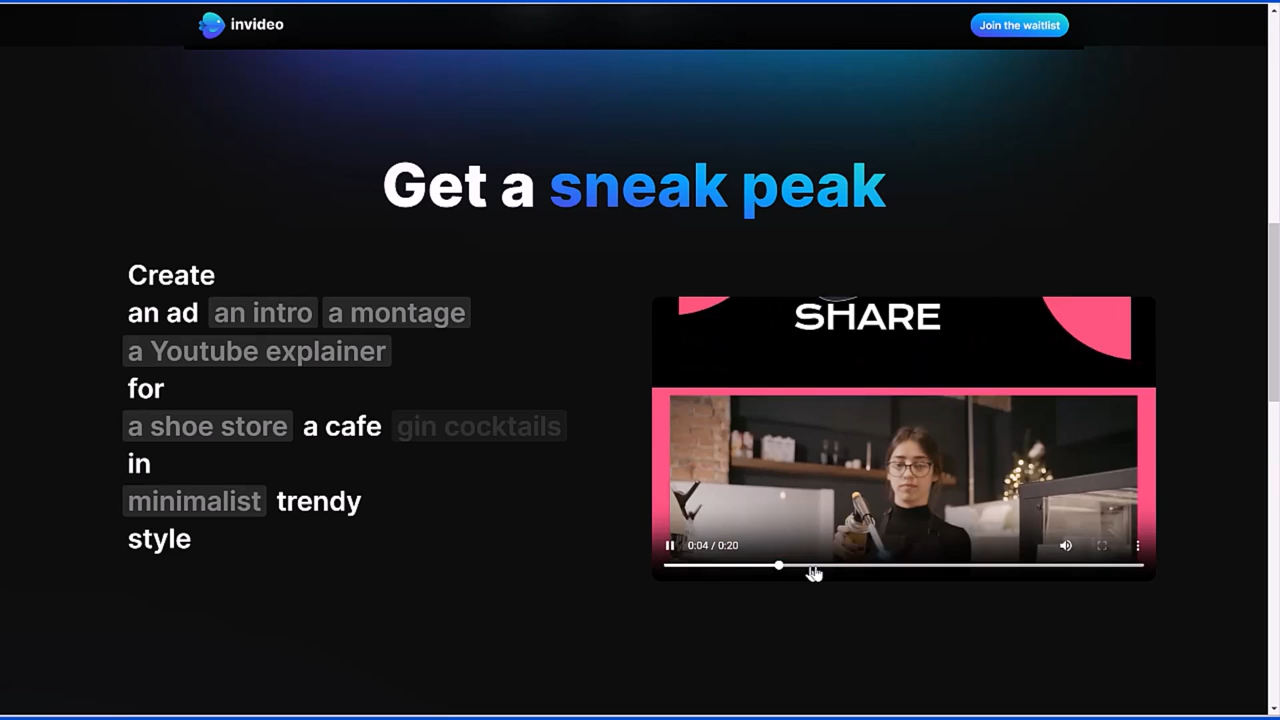 invideo
Join the waitlist
Get a sneak peak
Create
an ad an intro a montage
a Youtube explainer
for
a shoe store a cafe gin cocktails
in
minimalist trendy
style
SHARE
0:04 / 0:20